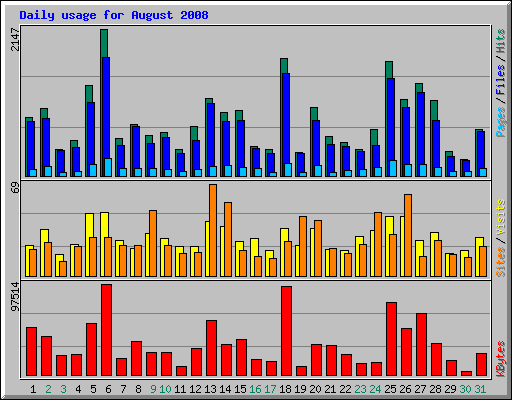 Daily usage for August 2008
2147
Pages / Files / Hits
69
Sites / Visits
97514
KBytes
1 2 3 4 5 6 7 8 9 10 11 12 13 14 15 16 17 18 19 20 21 22 23 24 25 26 27 28 29 30 31